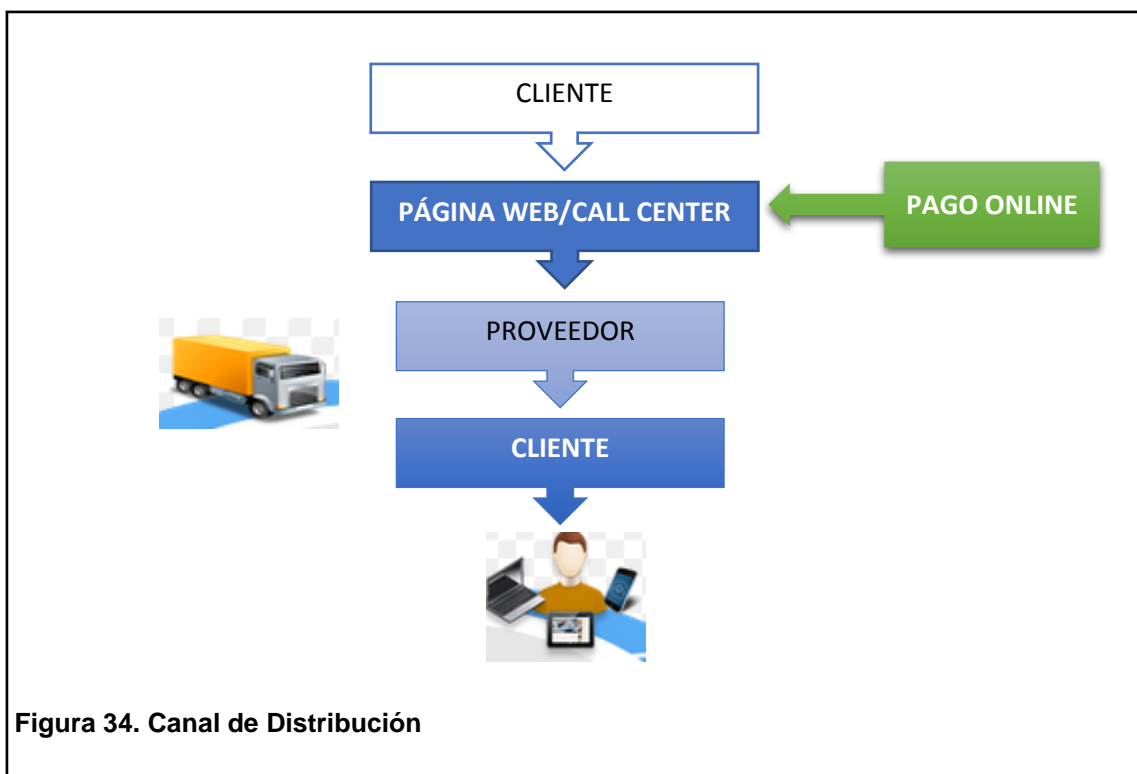 CLIENTE
PÁGINA WEB/CALL CENTER
PAGO ONLINE
PROVEEDOR
CLIENTE
Figura 34. Canal de Distribución